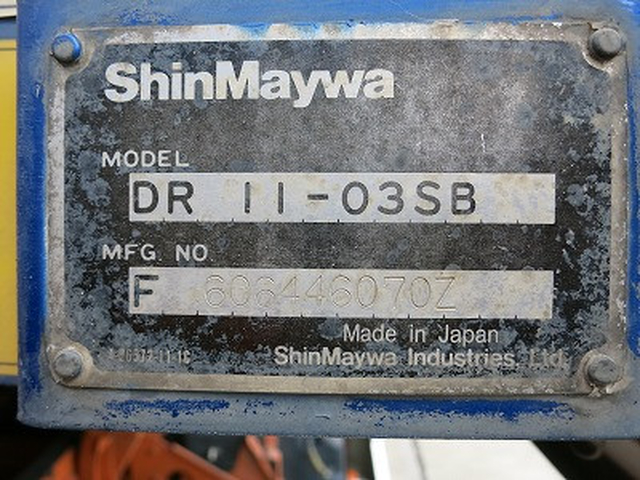 ShinMaywa
MODEL
DR 11-03SB
MFG NO.
F 606446070Z
Made in Japan
ShinMaywa Industries, Ltd.